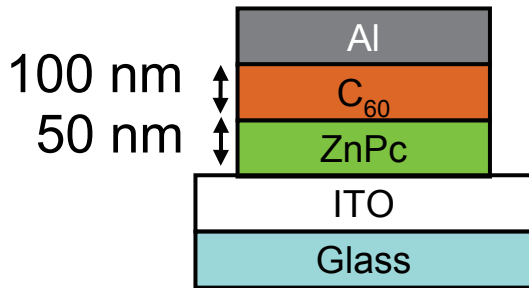 Al
100 nm
C₆₀
50 nm
ZnPc
ITO
Glass